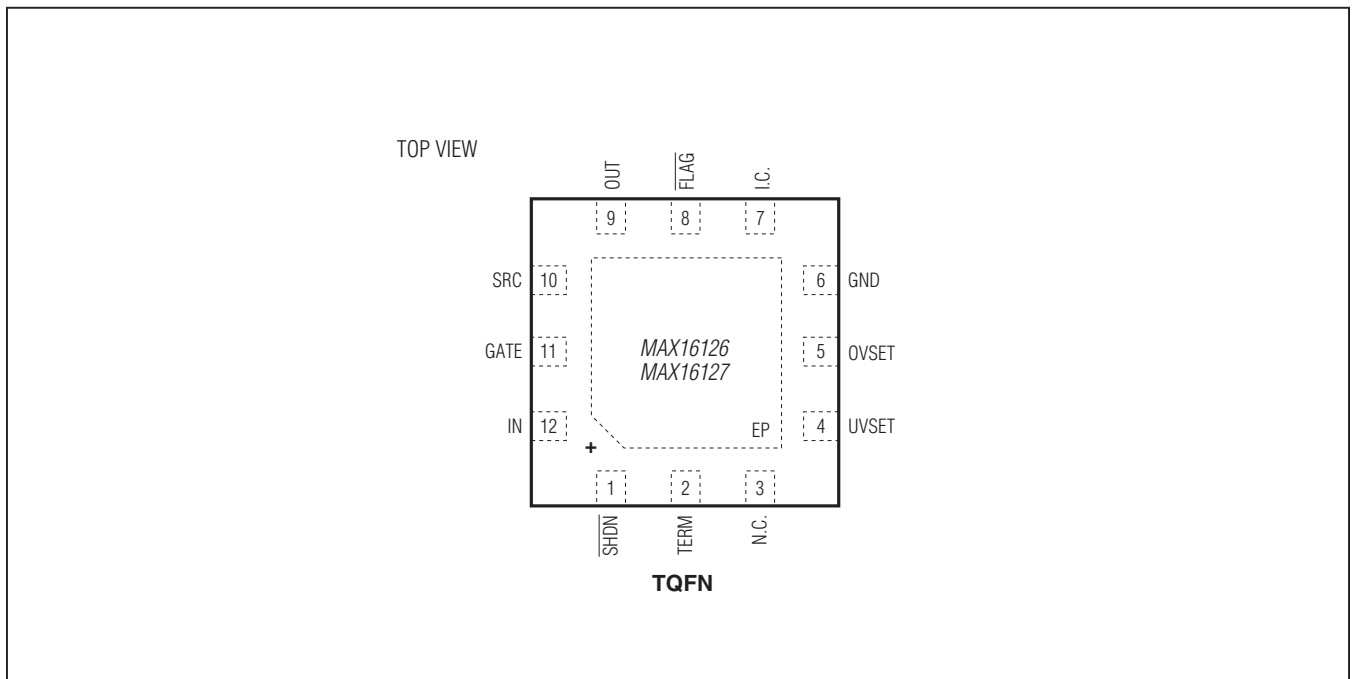 TOP VIEW
OUT
FLAG
I.C.
9
8
7
SRC 10
6 GND
GATE 11
MAX16126
MAX16127
5 OVSET
IN 12
EP
4 UVSET
+
1
2
3
SHDN
TERM
N.C.
TQFN